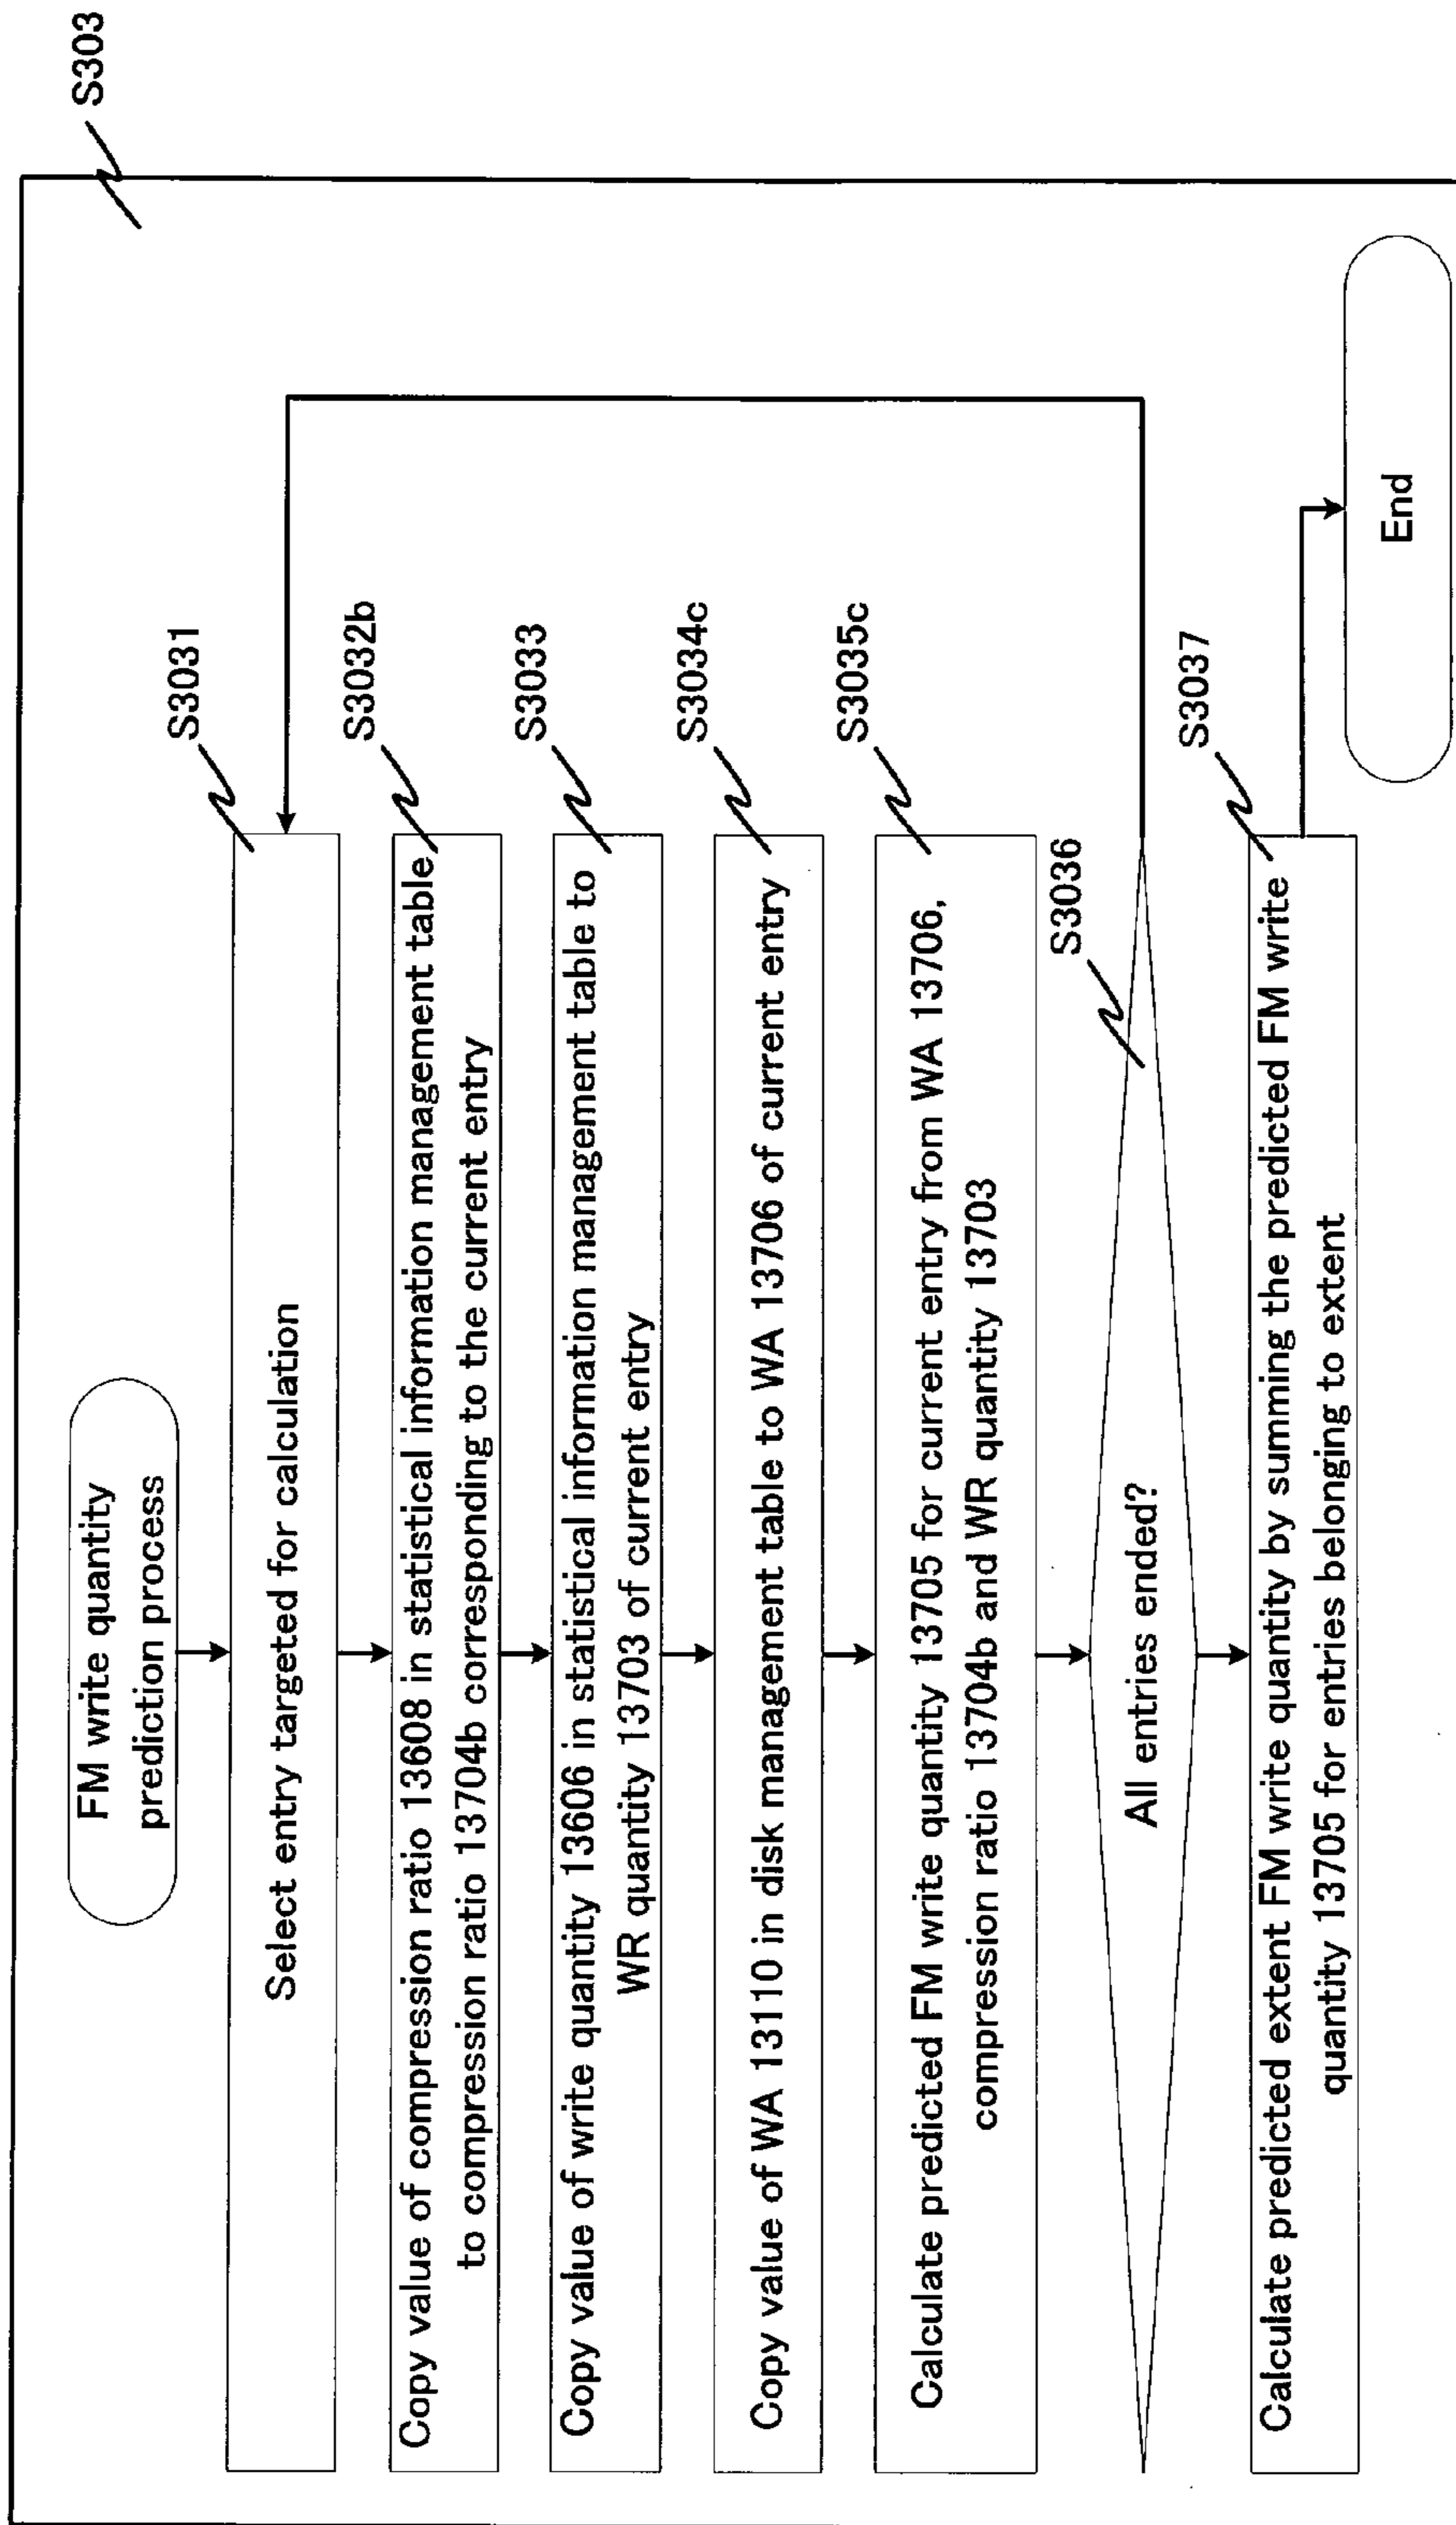 S303
FM write quantity
prediction process
S3031
Select entry targeted for calculation
S3032b
Copy value of compression ratio 13608 in statistical information management table
to compression ratio 13704b corresponding to the current entry
S3033
Copy value of write quantity 13606 in statistical information management table to
WR quantity 13703 of current entry
S3034c
Copy value of WA 13110 in disk management table to WA 13706 of current entry
S3035c
Calculate predicted FM write quantity 13705 for current entry from WA 13706,
compression ratio 13704b and WR quantity 13703
S3036
All entries ended?
S3037
Calculate predicted extent FM write quantity by summing the predicted FM write
quantity 13705 for entries belonging to extent
End